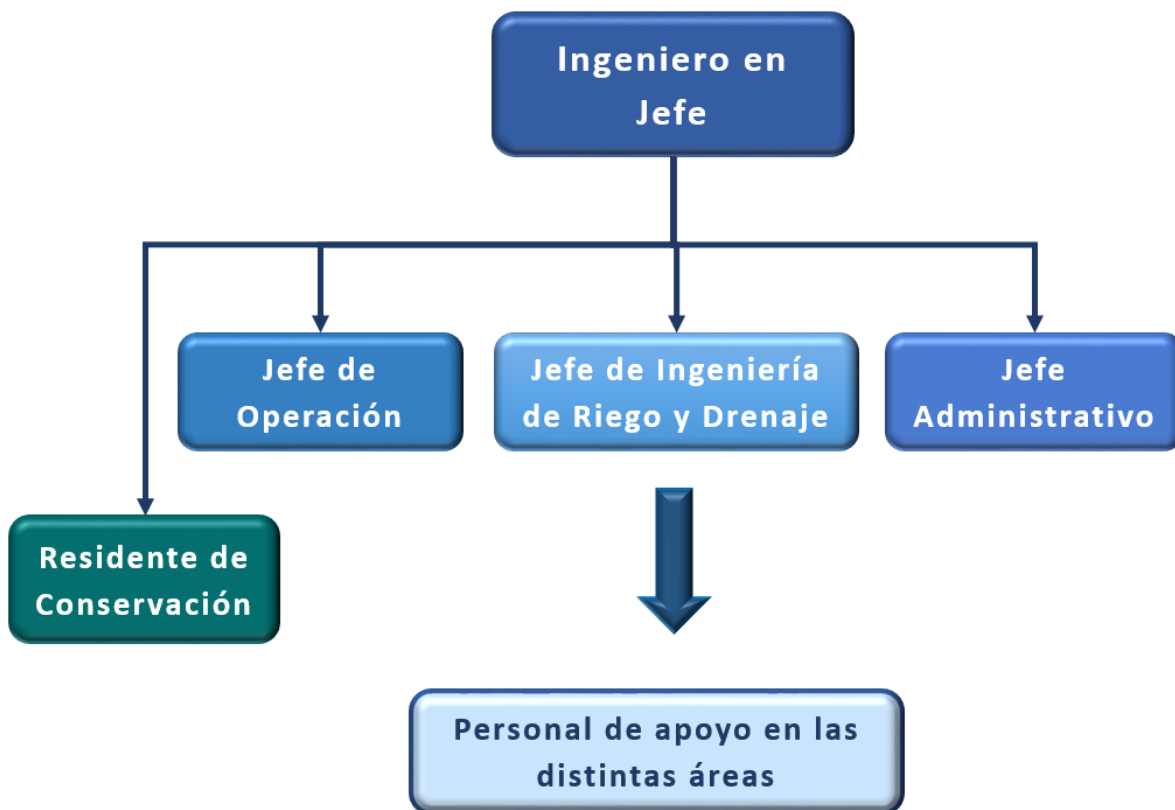 Ingeniero en
Jefe
Jefe de
Operación
Jefe de Ingeniería
de Riego y Drenaje
Jefe
Administrativo
Residente de
Conservación
Personal de apoyo en las
distintas áreas